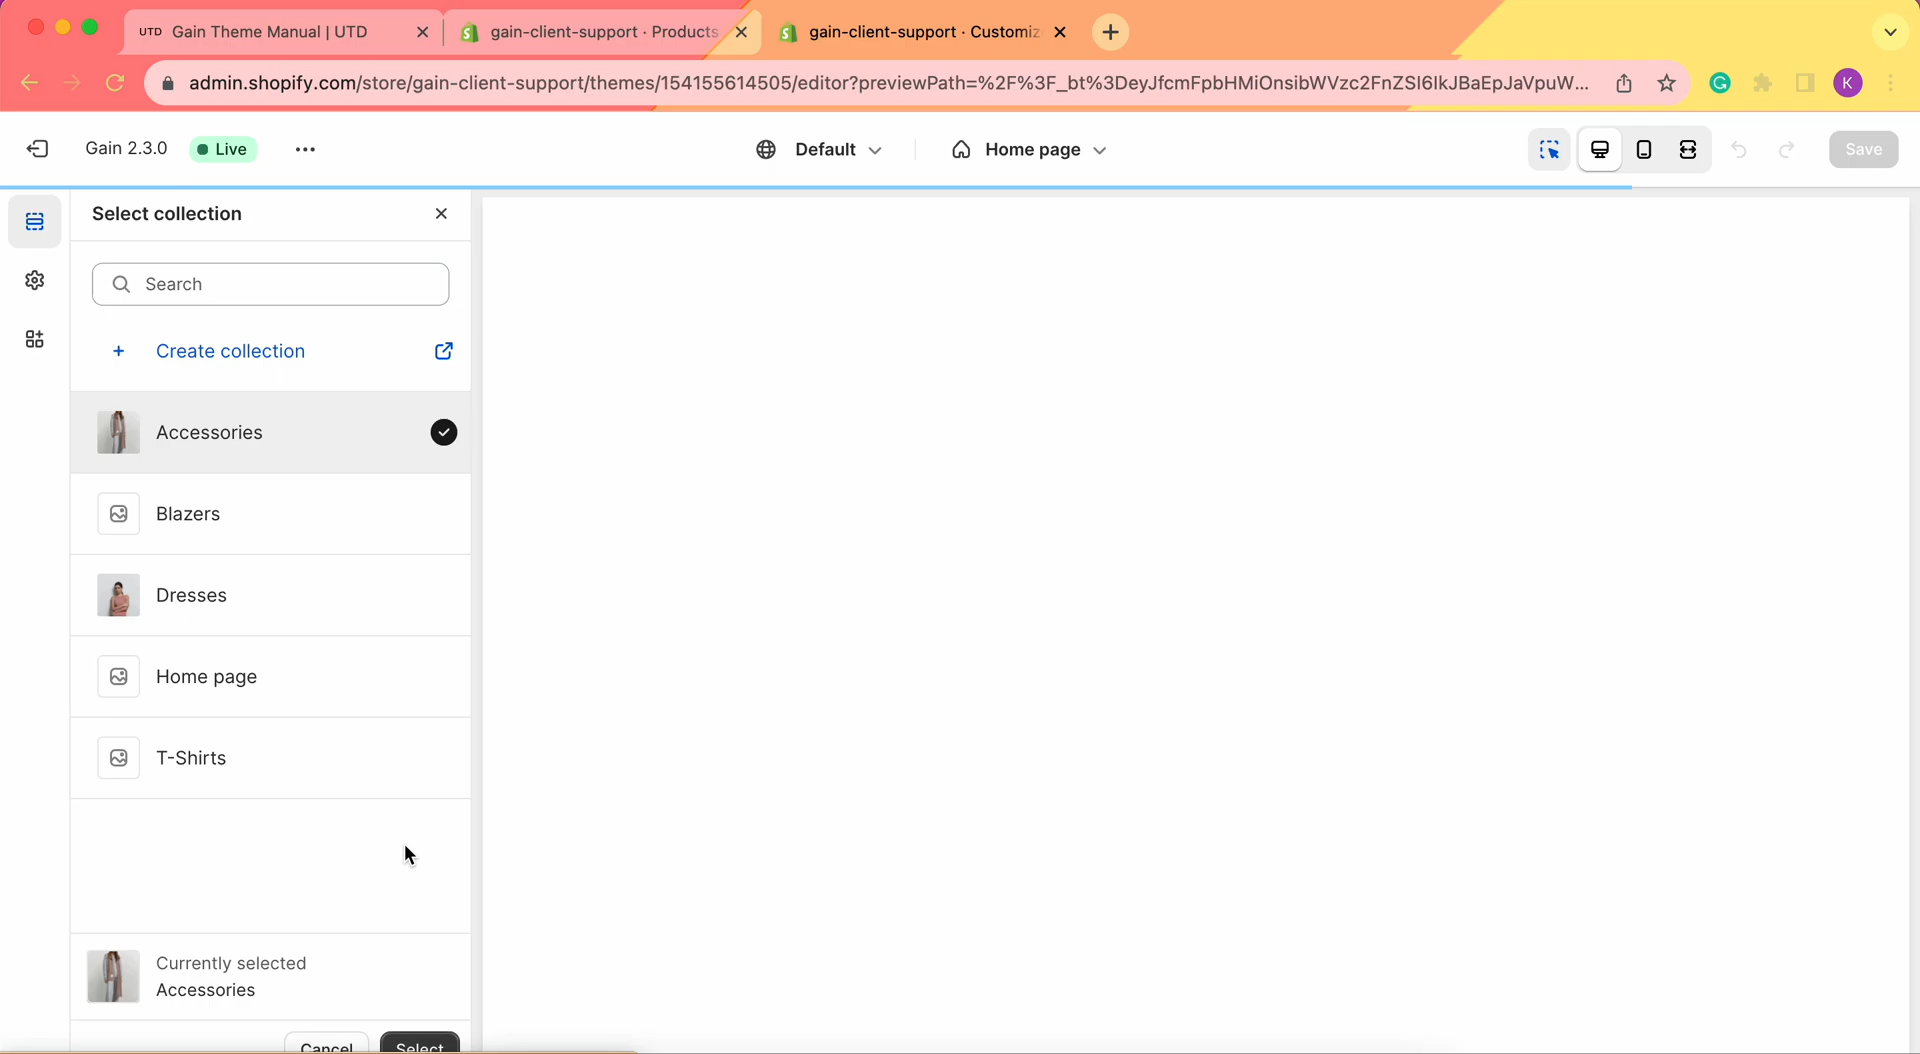 UTD Gain Theme Manual | UTD
gain-client-support · Products
gain-client-support · Customiz
admin.shopify.com/store/gain-client-support/themes/154155614505/editor?previewPath=%2F%3F_bt%3DeyJfcmFpbHMiOnsibWVzc2FnZSI6IkJBaEpJaVpuW...
K
Gain 2.3.0
Live
Default
Home page
Save
Select collection
Search
+ Create collection
Accessories
Blazers
Dresses
Home page
T-Shirts
Currently selected
Accessories
Cancel
Select